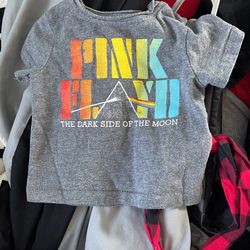 PINK
FLOYD
THE DARK SIDE OF THE MOON